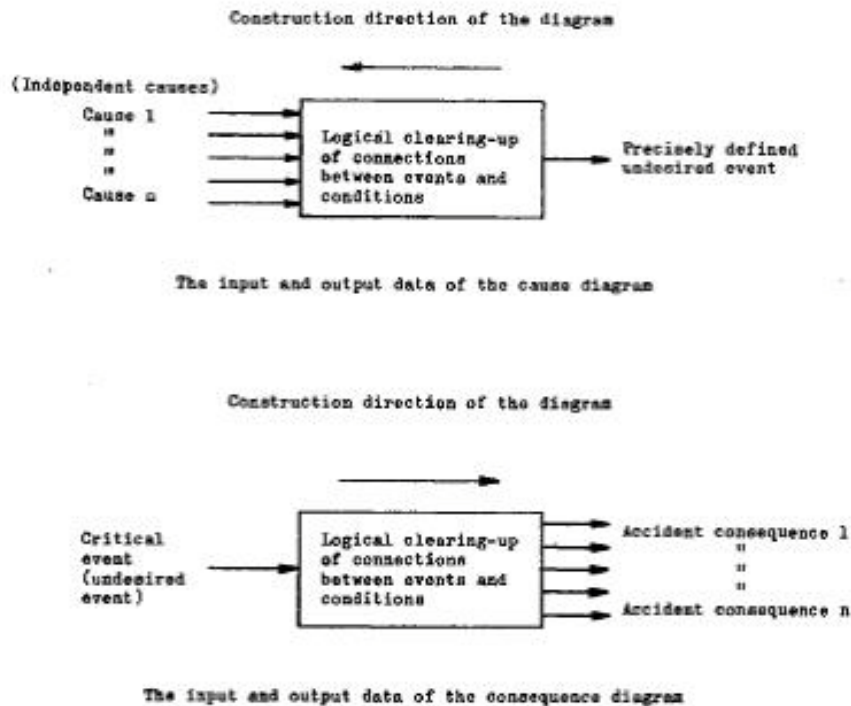 Construction direction of the diagram
(Independent causes)
Cause 1
"
"
"
Cause n
Logical clearing-up
of connections
between events and
conditions
Precisely defined
undesired event
The input and output data of the cause diagram
Construction direction of the diagram
Critical
event
(undesired
event)
Logical clearing-up
of connections
between events and
conditions
Accident consequence 1
"
"
"
Accident consequence n
The input and output data of the consequence diagram